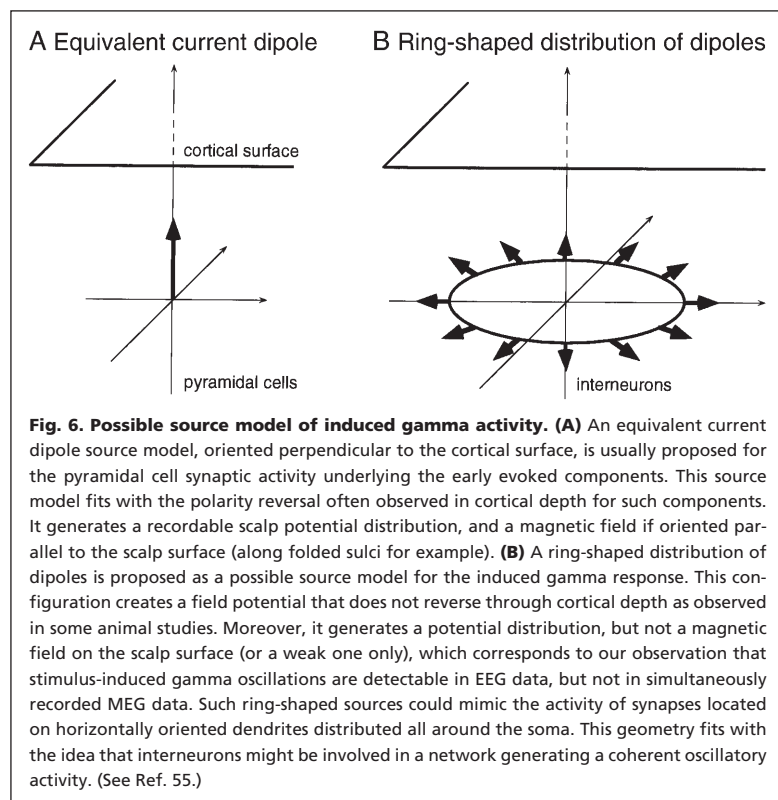 A Equivalent current dipole
B Ring-shaped distribution of dipoles
cortical surface
pyramidal cells
interneurons
Fig. 6. Possible source model of induced gamma activity. (A) An equivalent current
dipole source model, oriented perpendicular to the cortical surface, is usually proposed for
the pyramidal cell synaptic activity underlying the early evoked components. This source
model fits with the polarity reversal often observed in cortical depth for such components.
It generates a recordable scalp potential distribution, and a magnetic field if oriented par-
allel to the scalp surface (along folded sulci for example). (B) A ring-shaped distribution of
dipoles is proposed as a possible source model for the induced gamma response. This con-
figuration creates a field potential that does not reverse through cortical depth as observed
in some animal studies. Moreover, it generates a potential distribution, but not a magnetic
field on the scalp surface (or a weak one only), which corresponds to our observation that
stimulus-induced gamma oscillations are detectable in EEG data, but not in simultaneously
recorded MEG data. Such ring-shaped sources could mimic the activity of synapses located
on horizontally oriented dendrites distributed all around the soma. This geometry fits with
the idea that interneurons might be involved in a network generating a coherent oscillatory
activity. (See Ref. 55.)